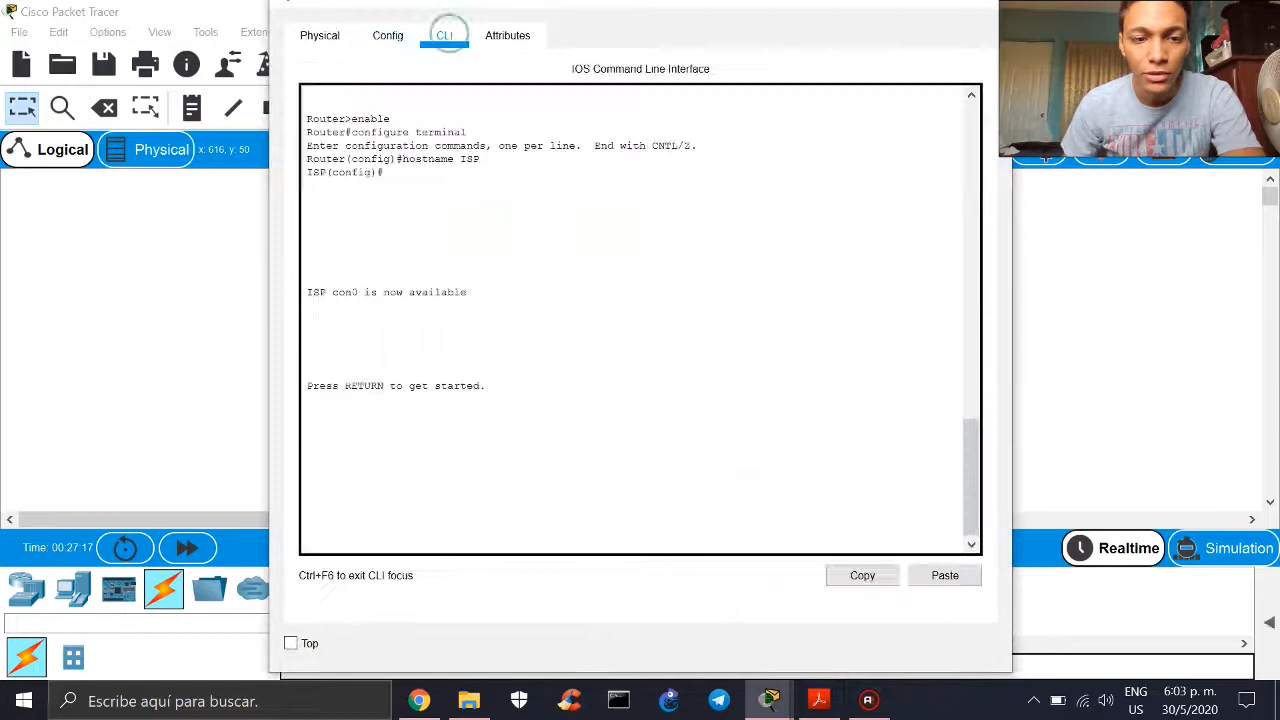 Cisco Packet Tracer
File Edit View Options View Tools Exten
Physical Config CLI Attributes
IOS Command Line Interface
Logical Physical x: 616, y: 50
Router>enable
Router#configure terminal
Enter configuration commands, one per line. End with CNTL/Z.
Router(config)#hostname ISP
ISP(config)#
ISP con0 is now available
Press RETURN to get started.
Time: 00:27:17
Realtime Simulation
Ctrl+F6 to exit CLI focus
Copy Paste
Top
Escribe aquí para buscar.
ENG 6:03 p. m.
US 30/5/2020